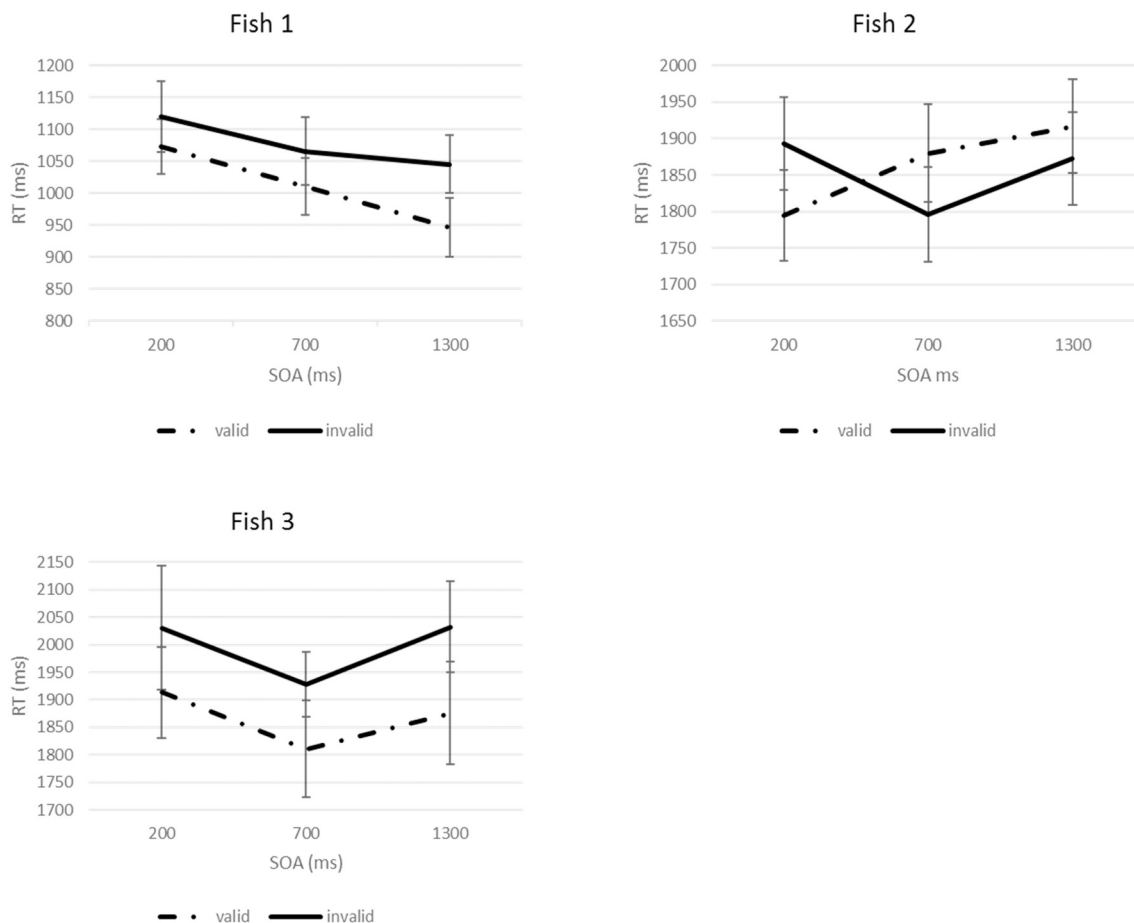 Fish 1
1200
1150
1100
1050
1000
950
900
850
800
RT (ms)
200 700 1300
SOA (ms)
valid invalid
Fish 2
2000
1950
1900
1850
1800
1750
1700
1650
RT (ms)
200 700 1300
SOA ms
valid invalid
Fish 3
2150
2100
2050
2000
1950
1900
1850
1800
1750
1700
RT (ms)
200 700 1300
SOA (ms)
valid invalid